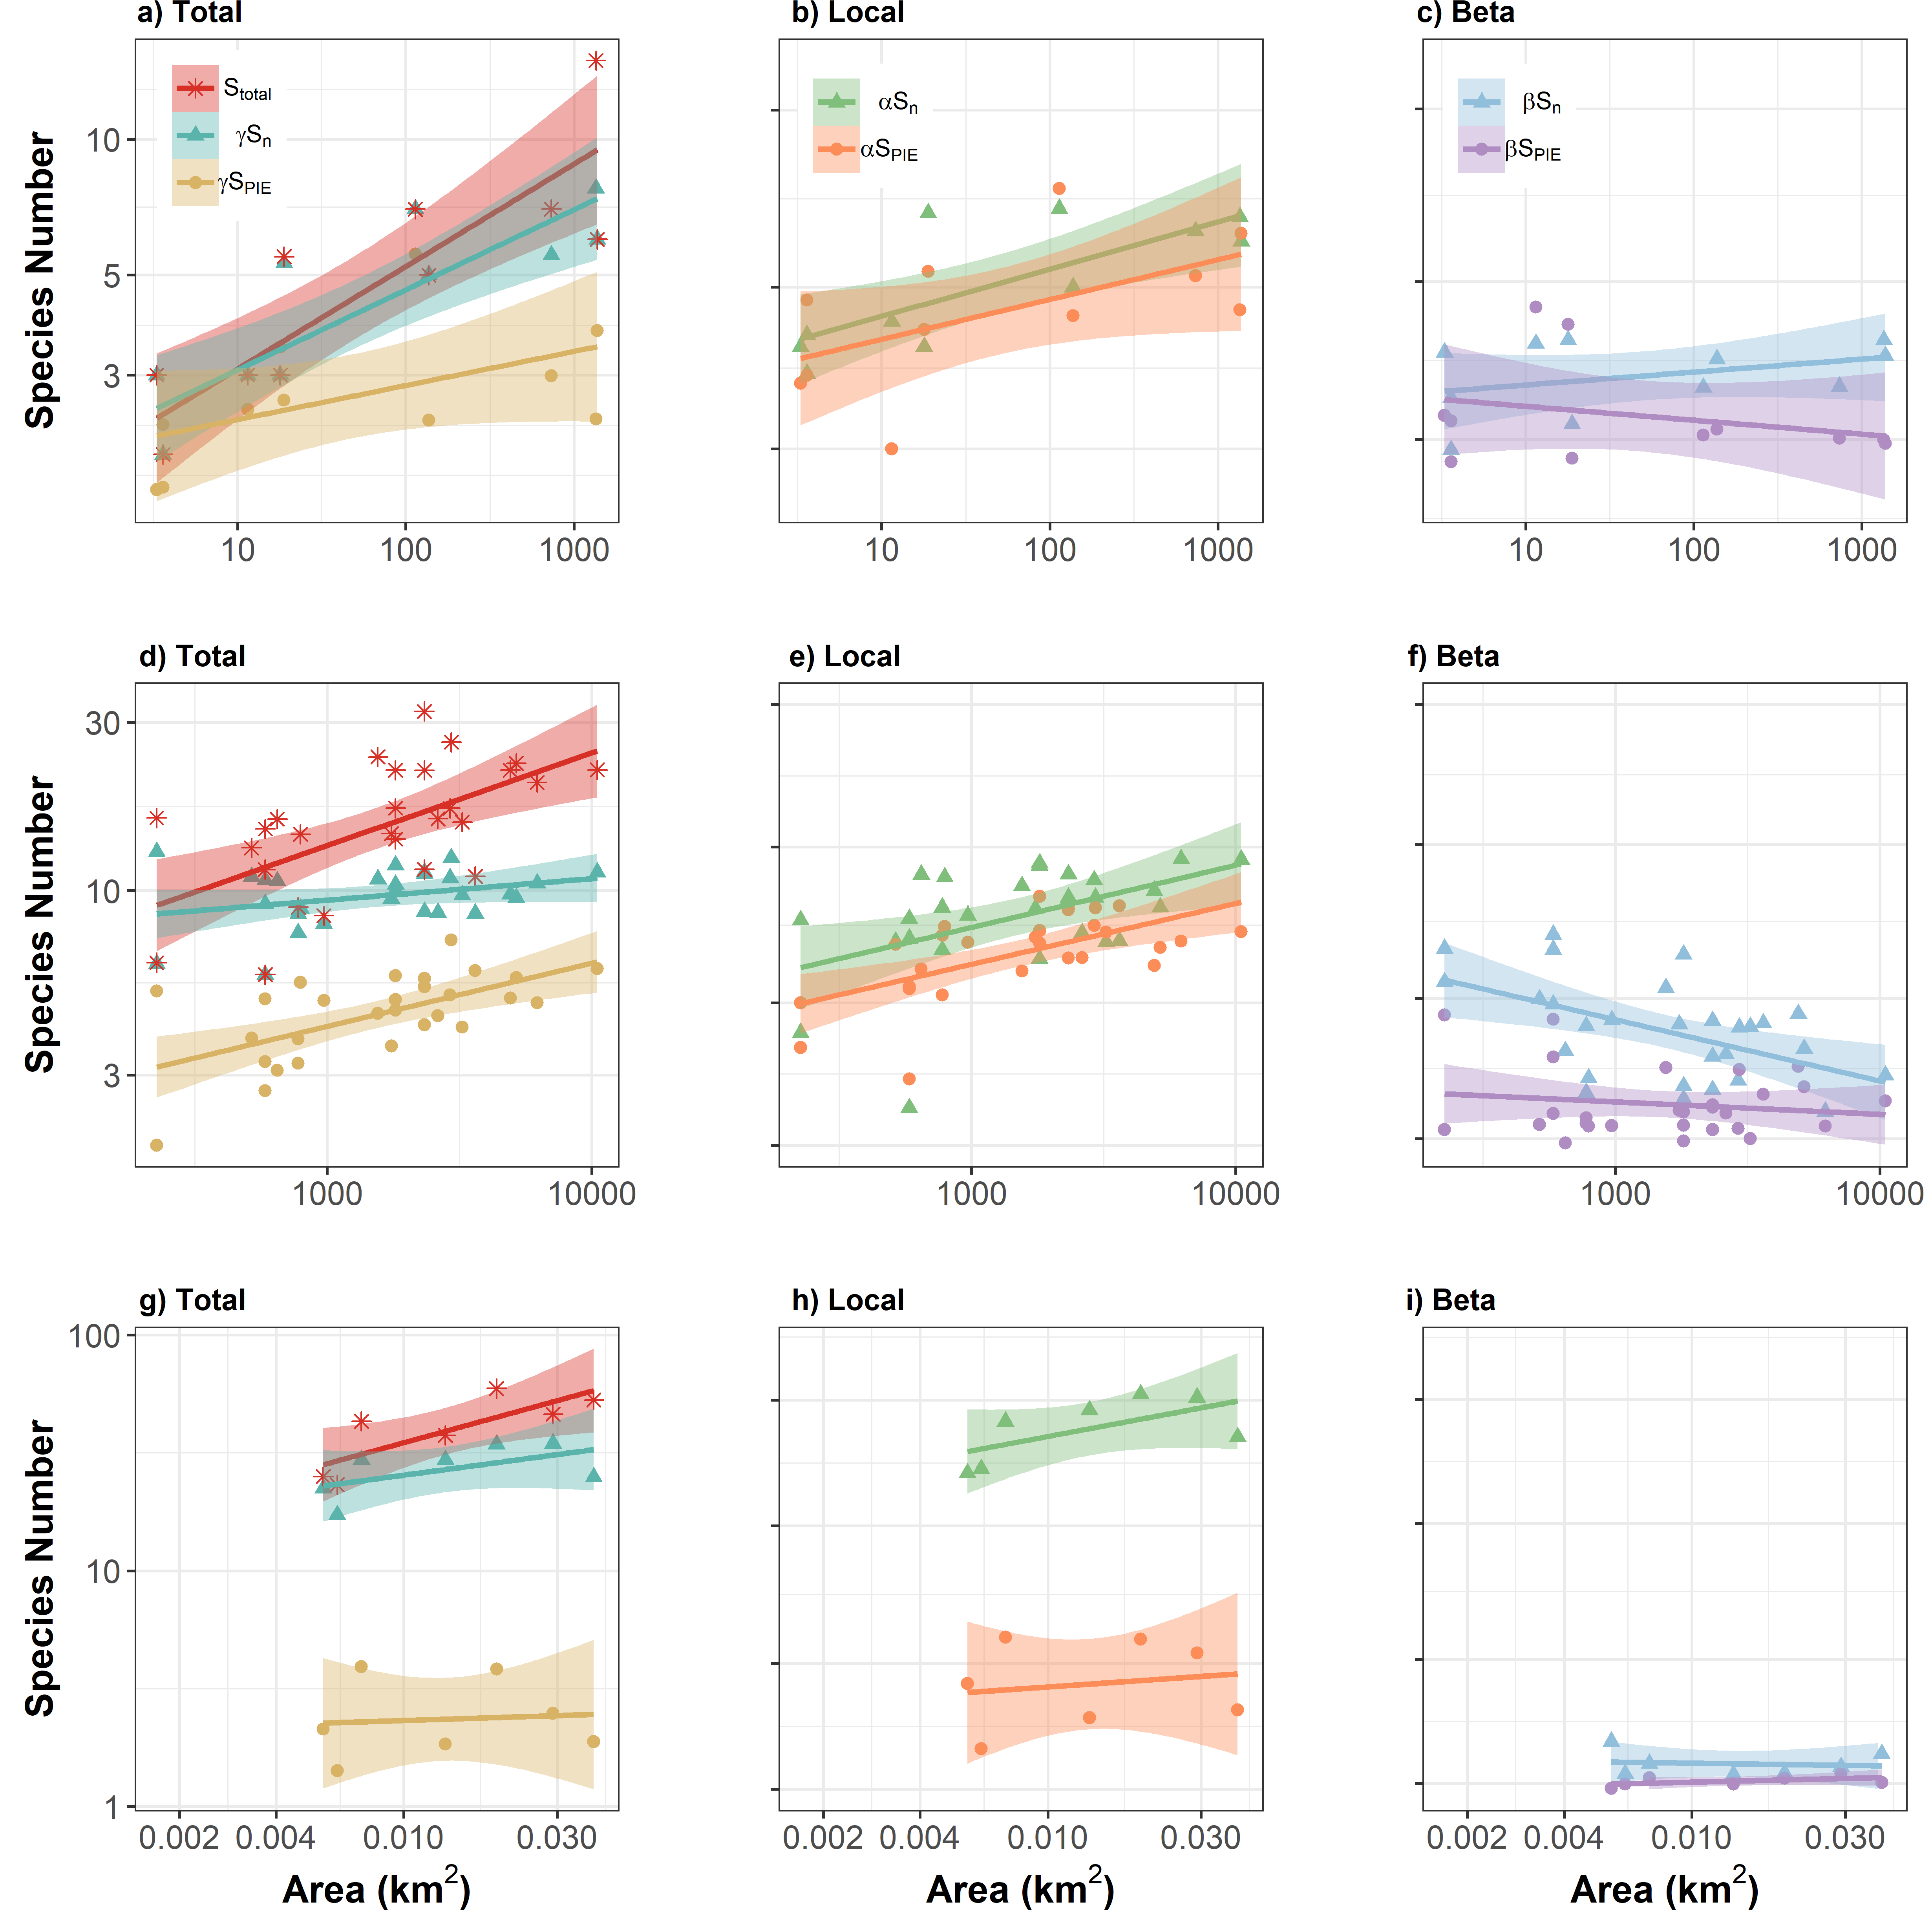 a) Total
b) Local
c) Beta
Species Number
10
5
3
S_total
γS_n
γS_PIE
αS_n
αS_PIE
βS_n
βS_PIE
10 100 1000
10 100 1000
10 100 1000
d) Total
e) Local
f) Beta
Species Number
30
10
3
1000 10000
1000 10000
1000 10000
g) Total
h) Local
i) Beta
Species Number
100
10
1
0.002 0.004 0.010 0.030
0.002 0.004 0.010 0.030
0.002 0.004 0.010 0.030
Area (km²)
Area (km²)
Area (km²)